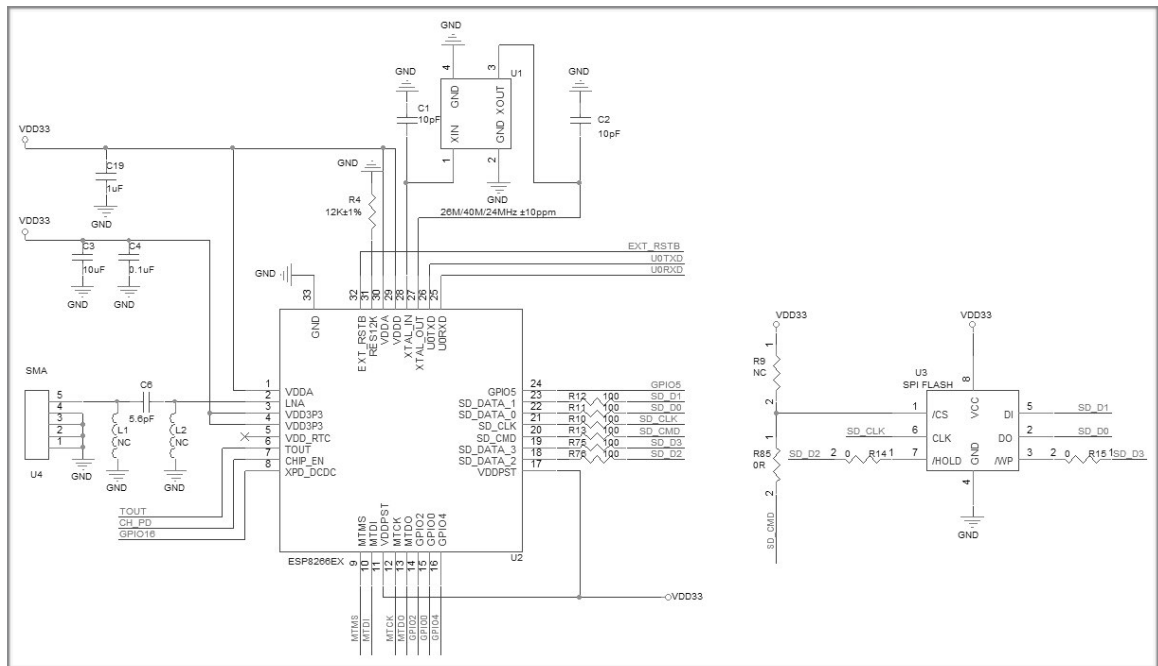 GND
GND
4
3
U1
GND
C1
10pF
GND
XOUT
XIN
GND
C2
10pF
1
2
GND
VDD33
C19
1uF
GND
GND
R4
12K±1%
26M/40M/24MHz ±10ppm
VDD33
C3
10uF
C4
0.1uF
GND
GND
EXT_RSTB
U0TXD
U0RXD
GND
33
32
31
30
29
28
27
26
25
GND
EXT_RSTB
RES12K
VDDA
VDDD
XTAL_IN
XTAL_OUT
U0TXD
U0RXD
SMA
5
4
3
2
1
U4
C6
5.6pF
L1
NC
L2
NC
GND
GND
GND
1 VDDA
2 LNA
3 VDD3P3
4 VDD3P3
5 VDD_RTC
6 TOUT
7 CHIP_EN
8 XPD_DCDC
TOUT
CH_PD
GPIO16
GPIO5 24 GPIO5
SD_DATA_1 23 R12 100 SD_D1
SD_DATA_0 22 R11 100 SD_D0
SD_CLK 21 R10 100 SD_CLK
SD_CMD 20 R13 100 SD_CMD
SD_DATA_3 19 R75 100 SD_D3
SD_DATA_2 18 R76 100 SD_D2
VDDPST 17
MTMS
MTDI
VDDPST
MTCK
MTDO
GPIO2
GPIO0
GPIO4
ESP8266EX
U2
9
10
11
12
13
14
15
16
VDD33
MTMS
MTDI
MTCK
MTDO
GPIO2
GPIO0
GPIO4
VDD33
VDD33
1
R9
NC
2
U3
SPI FLASH
8
1 /CS
VCC
DI 5 SD_D1
SD_CLK 6 CLK
DO 2 SD_D0
1
R85
0R
2
SD_D2 2 0 R14 1 7 /HOLD
GND
/WP 3 2 0 R15 1 SD_D3
4
GND
SD_CMD